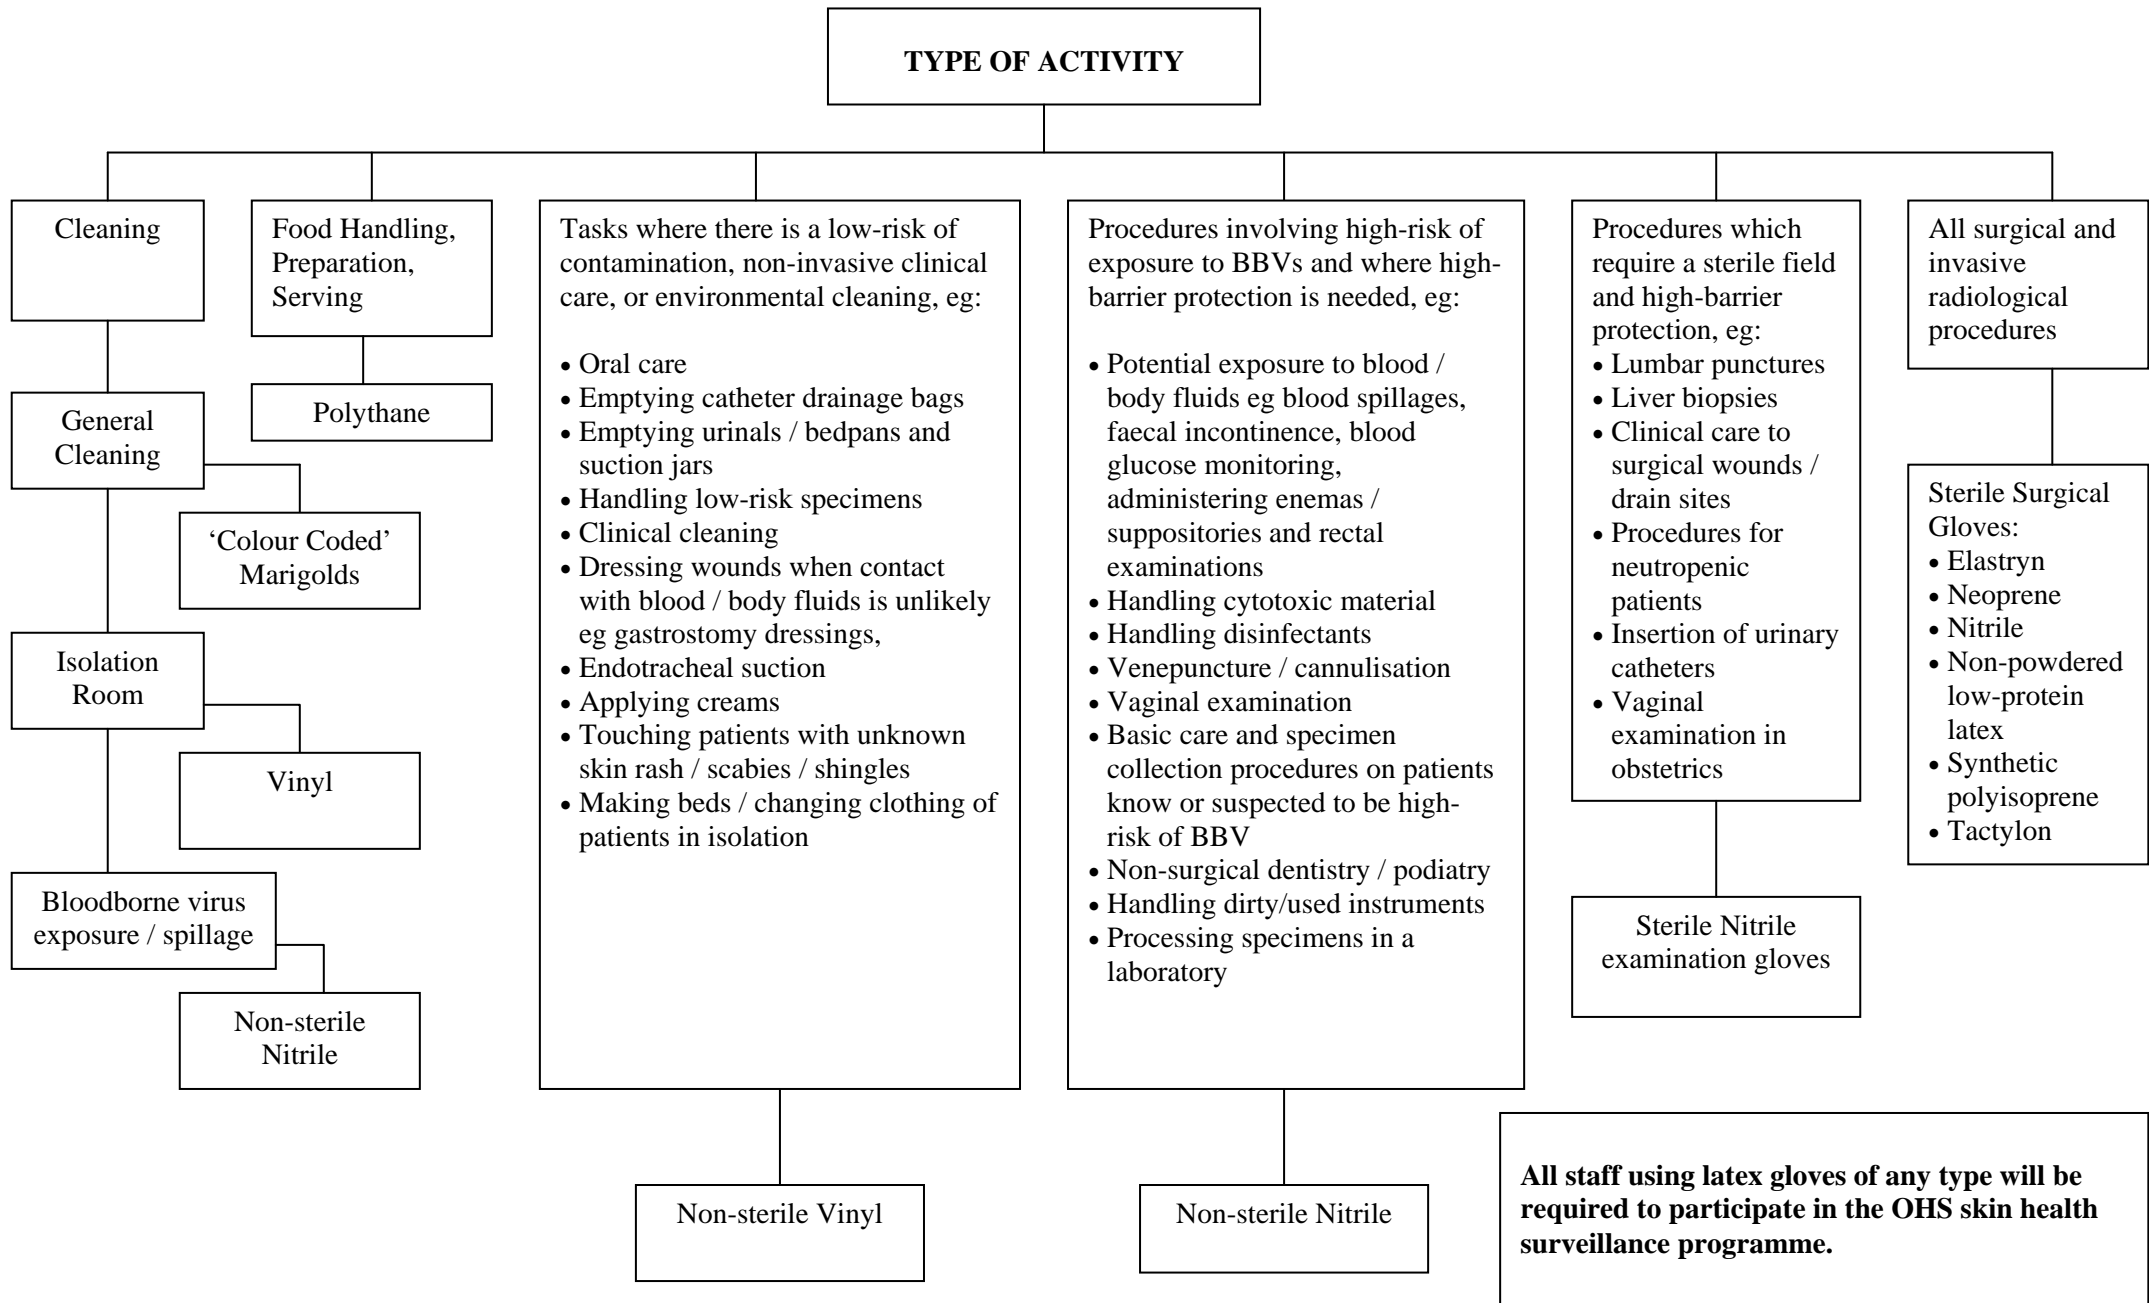 TYPE OF ACTIVITY
Cleaning
General
Cleaning
‘Colour Coded’
Marigolds
Isolation
Room
Vinyl
Bloodborne virus
exposure / spillage
Non-sterile
Nitrile
Food Handling,
Preparation,
Serving
Polythane
Tasks where there is a low-risk of
contamination, non-invasive clinical
care, or environmental cleaning, eg:
• Oral care
• Emptying catheter drainage bags
• Emptying urinals / bedpans and
suction jars
• Handling low-risk specimens
• Clinical cleaning
• Dressing wounds when contact
with blood / body fluids is unlikely
eg gastrostomy dressings,
• Endotracheal suction
• Applying creams
• Touching patients with unknown
skin rash / scabies / shingles
• Making beds / changing clothing of
patients in isolation
Non-sterile Vinyl
Procedures involving high-risk of
exposure to BBVs and where high-
barrier protection is needed, eg:
• Potential exposure to blood /
body fluids eg blood spillages,
faecal incontinence, blood
glucose monitoring,
administering enemas /
suppositories and rectal
examinations
• Handling cytotoxic material
• Handling disinfectants
• Venepuncture / cannulisation
• Vaginal examination
• Basic care and specimen
collection procedures on patients
know or suspected to be high-
risk of BBV
• Non-surgical dentistry / podiatry
• Handling dirty/used instruments
• Processing specimens in a
laboratory
Non-sterile Nitrile
Procedures which
require a sterile field
and high-barrier
protection, eg:
• Lumbar punctures
• Liver biopsies
• Clinical care to
surgical wounds /
drain sites
• Procedures for
neutropenic
patients
• Insertion of urinary
catheters
• Vaginal
examination in
obstetrics
Sterile Nitrile
examination gloves
All surgical and
invasive
radiological
procedures
Sterile Surgical
Gloves:
• Elastryn
• Neoprene
• Nitrile
• Non-powdered
low-protein
latex
• Synthetic
polyisoprene
• Tactylon
All staff using latex gloves of any type will be
required to participate in the OHS skin health
surveillance programme.